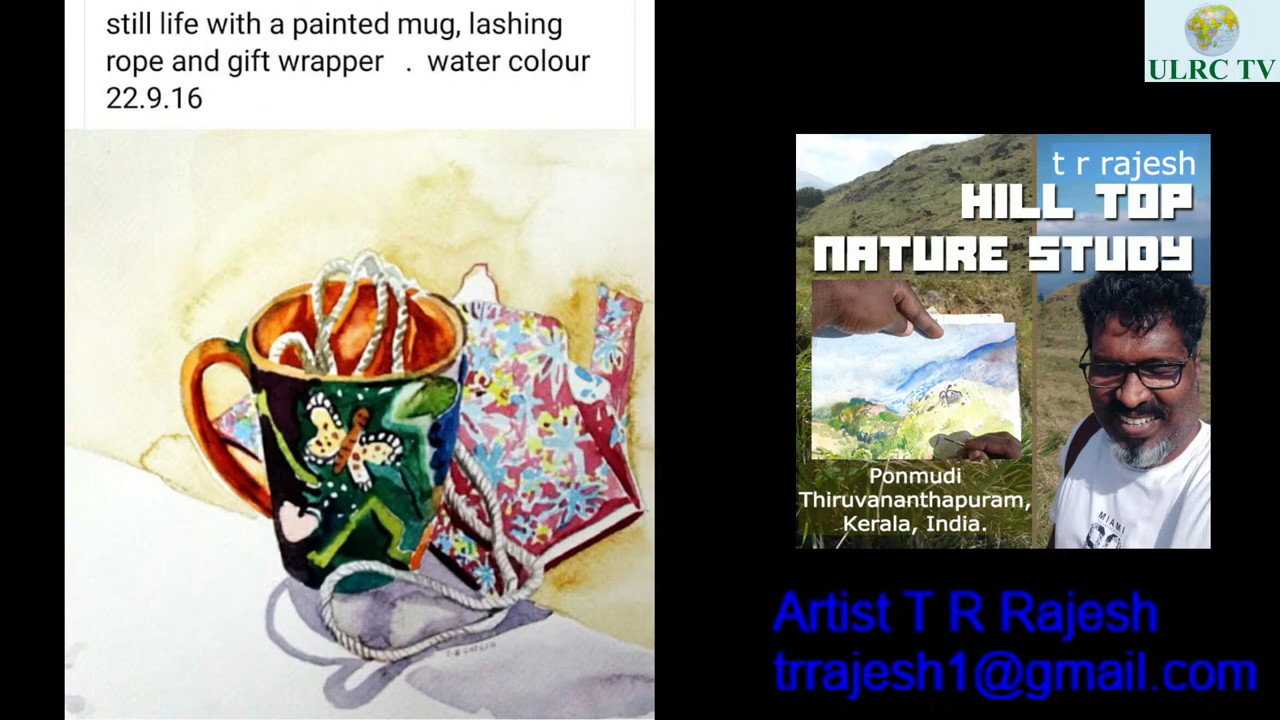 still life with a painted mug, lashing
rope and gift wrapper . water colour
22.9.16
ULRC TV
t r rajesh
HILL TOP
NATURE STUDY
Ponmudi
Thiruvananthapuram,
Kerala, India.
MIAMI
Artist T R Rajesh
trrajesh1@gmail.com